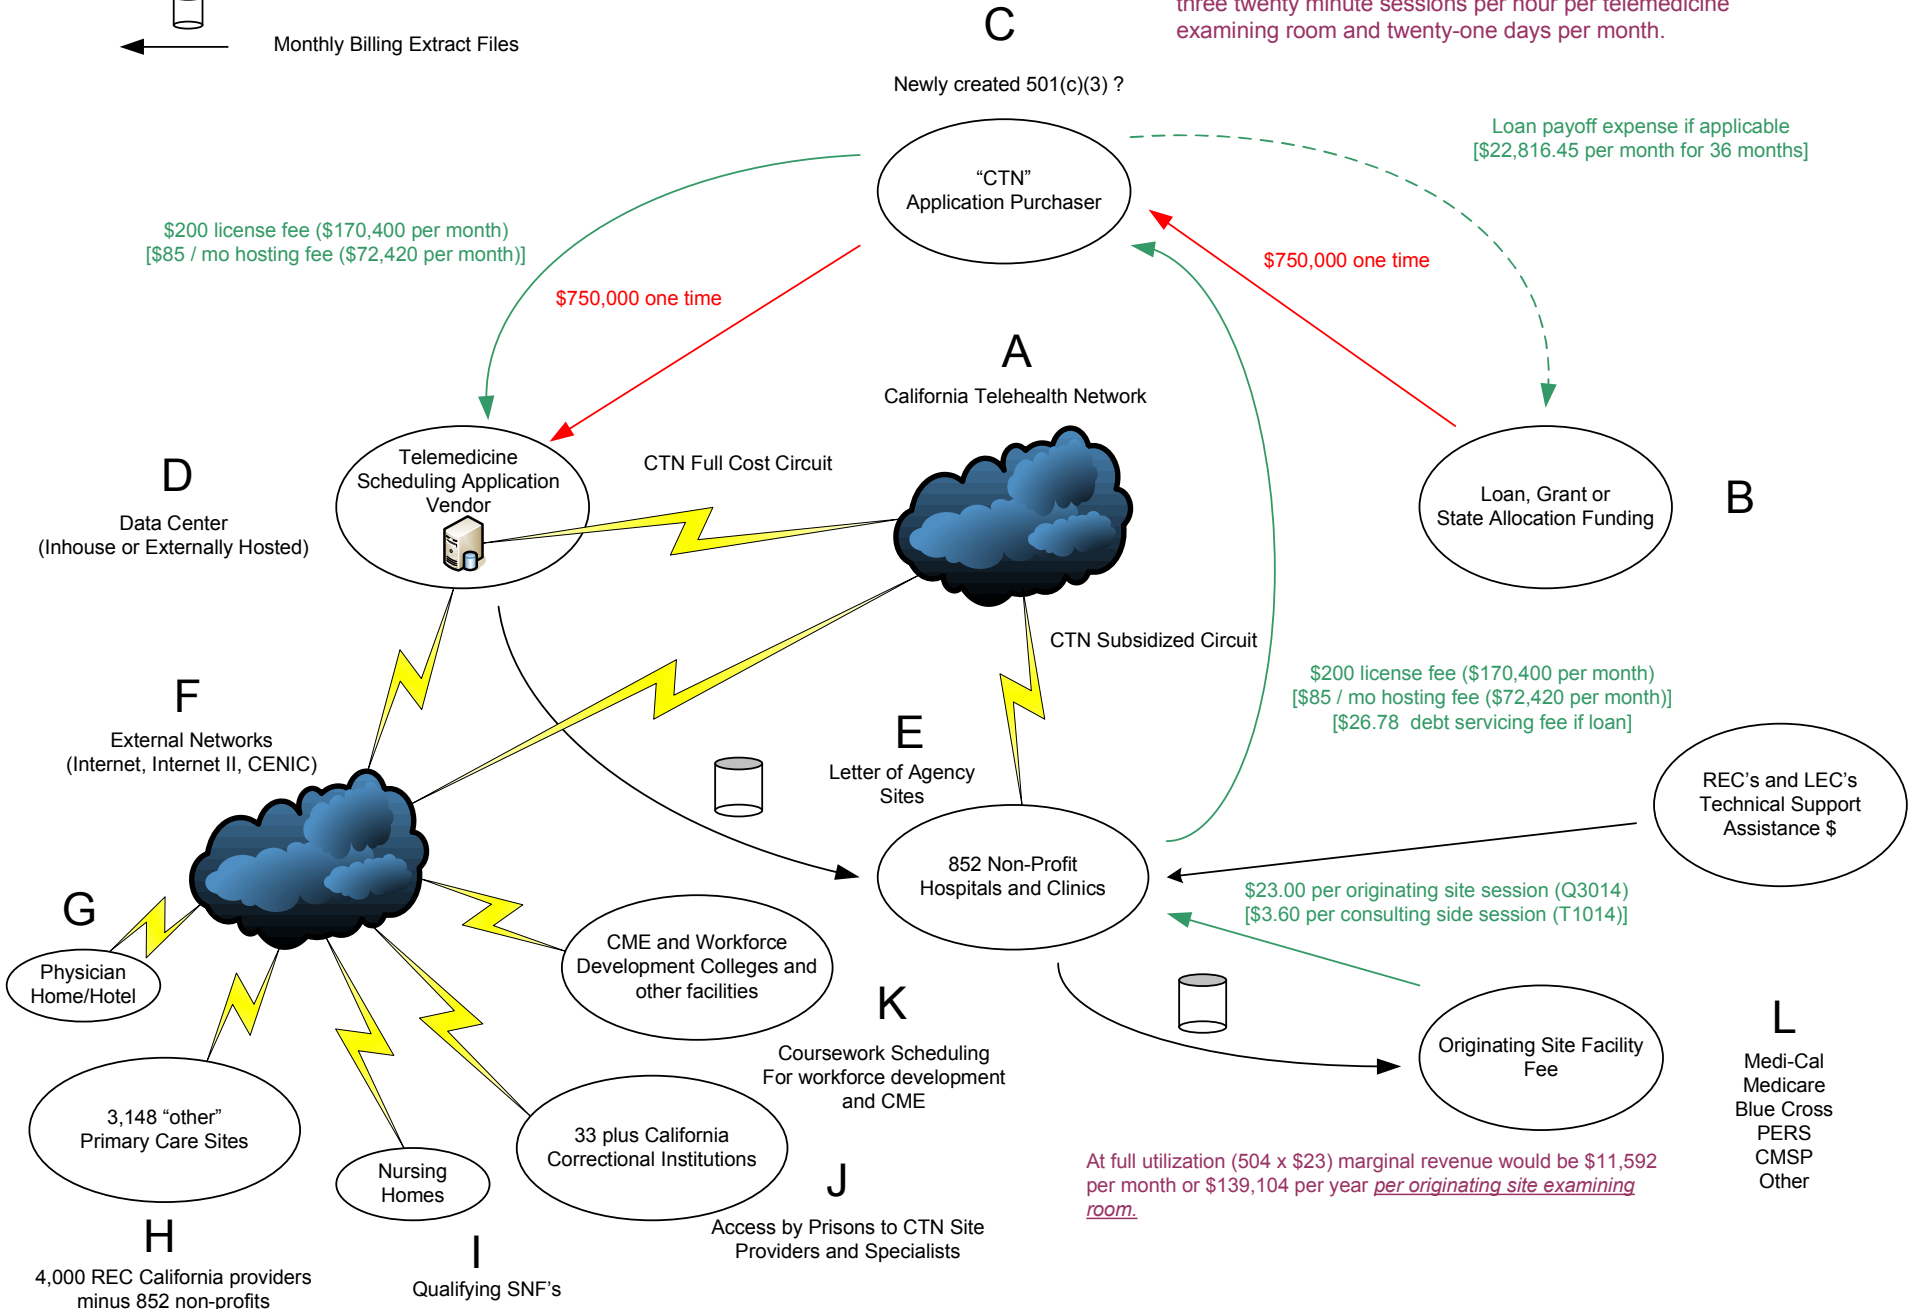 three twenty minute sessions per hour per telemedicine
examining room and twenty-one days per month.
Monthly Billing Extract Files
C
Newly created 501(c)(3) ?
“CTN”
Application Purchaser
Loan payoff expense if applicable
[$22,816.45 per month for 36 months]
$200 license fee ($170,400 per month)
[$85 / mo hosting fee ($72,420 per month)]
$750,000 one time
$750,000 one time
A
California Telehealth Network
D
Data Center
(Inhouse or Externally Hosted)
Telemedicine
Scheduling Application
Vendor
CTN Full Cost Circuit
Loan, Grant or
State Allocation Funding
B
CTN Subsidized Circuit
$200 license fee ($170,400 per month)
[$85 / mo hosting fee ($72,420 per month)]
[$26.78  debt servicing fee if loan]
F
External Networks
(Internet, Internet II, CENIC)
E
Letter of Agency
Sites
852 Non-Profit
Hospitals and Clinics
REC’s and LEC’s
Technical Support
Assistance $
$23.00 per originating site session (Q3014)
[$3.60 per consulting side session (T1014)]
G
Physician
Home/Hotel
CME and Workforce
Development Colleges and
other facilities
K
Coursework Scheduling
For workforce development
and CME
Originating Site Facility
Fee
L
Medi-Cal
Medicare
Blue Cross
PERS
CMSP
Other
3,148 “other”
Primary Care Sites
H
4,000 REC California providers
minus 852 non-profits
Nursing
Homes
I
Qualifying SNF’s
33 plus California
Correctional Institutions
J
Access by Prisons to CTN Site
Providers and Specialists
At full utilization (504 x $23) marginal revenue would be $11,592
per month or $139,104 per year per originating site examining
room.